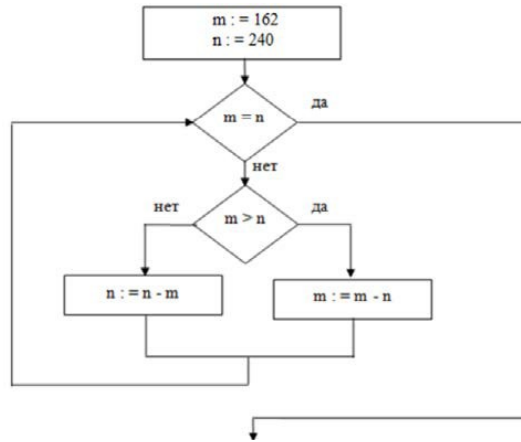 m : = 162
n : = 240
m = n
да
нет
нет
m > n
да
n : = n - m
m : = m - n